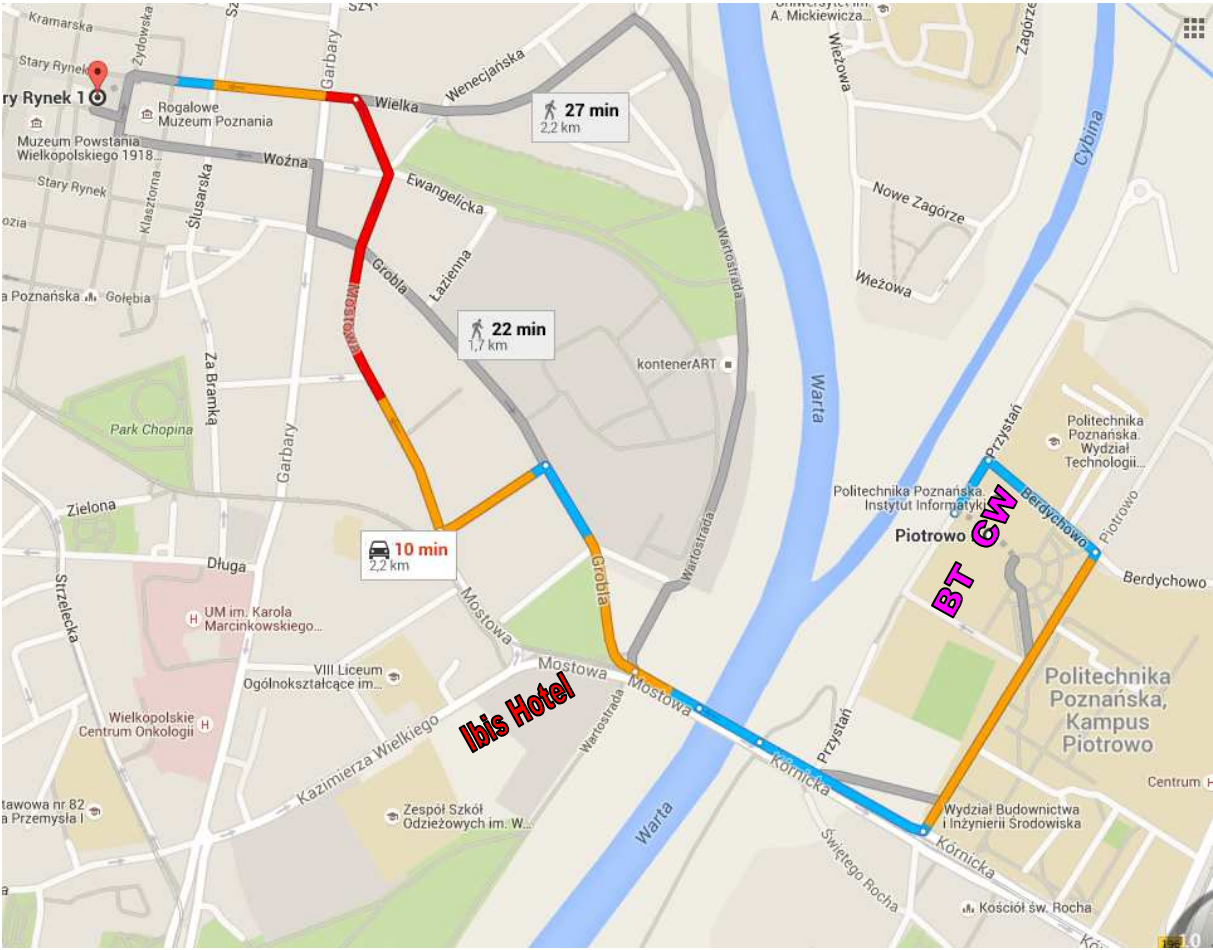 Kramarska
Żydowska
Stary Rynek
ry Rynek 1
Rogalowe
Muzeum Poznania
Muzeum Powstania
Wielkopolskiego 1918...
Stary Rynek
ozia
Klasztorna
Ślusarska
Woźna
Garbary
Wielka
Wenecjańska
27 min
2,2 km
A. Mickiewicza...
Wieżowa
Zagórze
Cybina
Nowe Zagórze
Wieżowa
Ewangelicka
Łazienna
Grobla
Wartostrada
a Poznańska
Gołębia
Mostowa
22 min
1,7 km
kontenerART
Warta
Za Bramką
Park Chopina
Garbary
Przystań
Politechnika
Poznańska.
Wydział
Technologii...
Politechnika Poznańska.
Instytut Informatyki
Piotrowo
BT CW
Berdychowo
Piotrowo
Berdychowo
Zielona
Długa
10 min
2,2 km
Grobla
Wartostrada
Strzelecka
UM im. Karola
Marcinkowskiego...
Mostowa
VIII Liceum
Ogólnokształcące im...
Mostowa
Mostowa
Ibis Hotel
Wartostrada
Wielkopolskie
Centrum Onkologii
Kazimierza Wielkiego
Politechnika
Poznańska,
Kampus
Piotrowo
Przystań
Kórnicka
Centrum H
tawowa nr 82
a Przemysła I
Zespół Szkół
Odzieżowych im. W...
Warta
Wydział Budownictwa
i Inżynierii Środowiska
Kórnicka
Świętego Rocha
Kościół św. Rocha
196